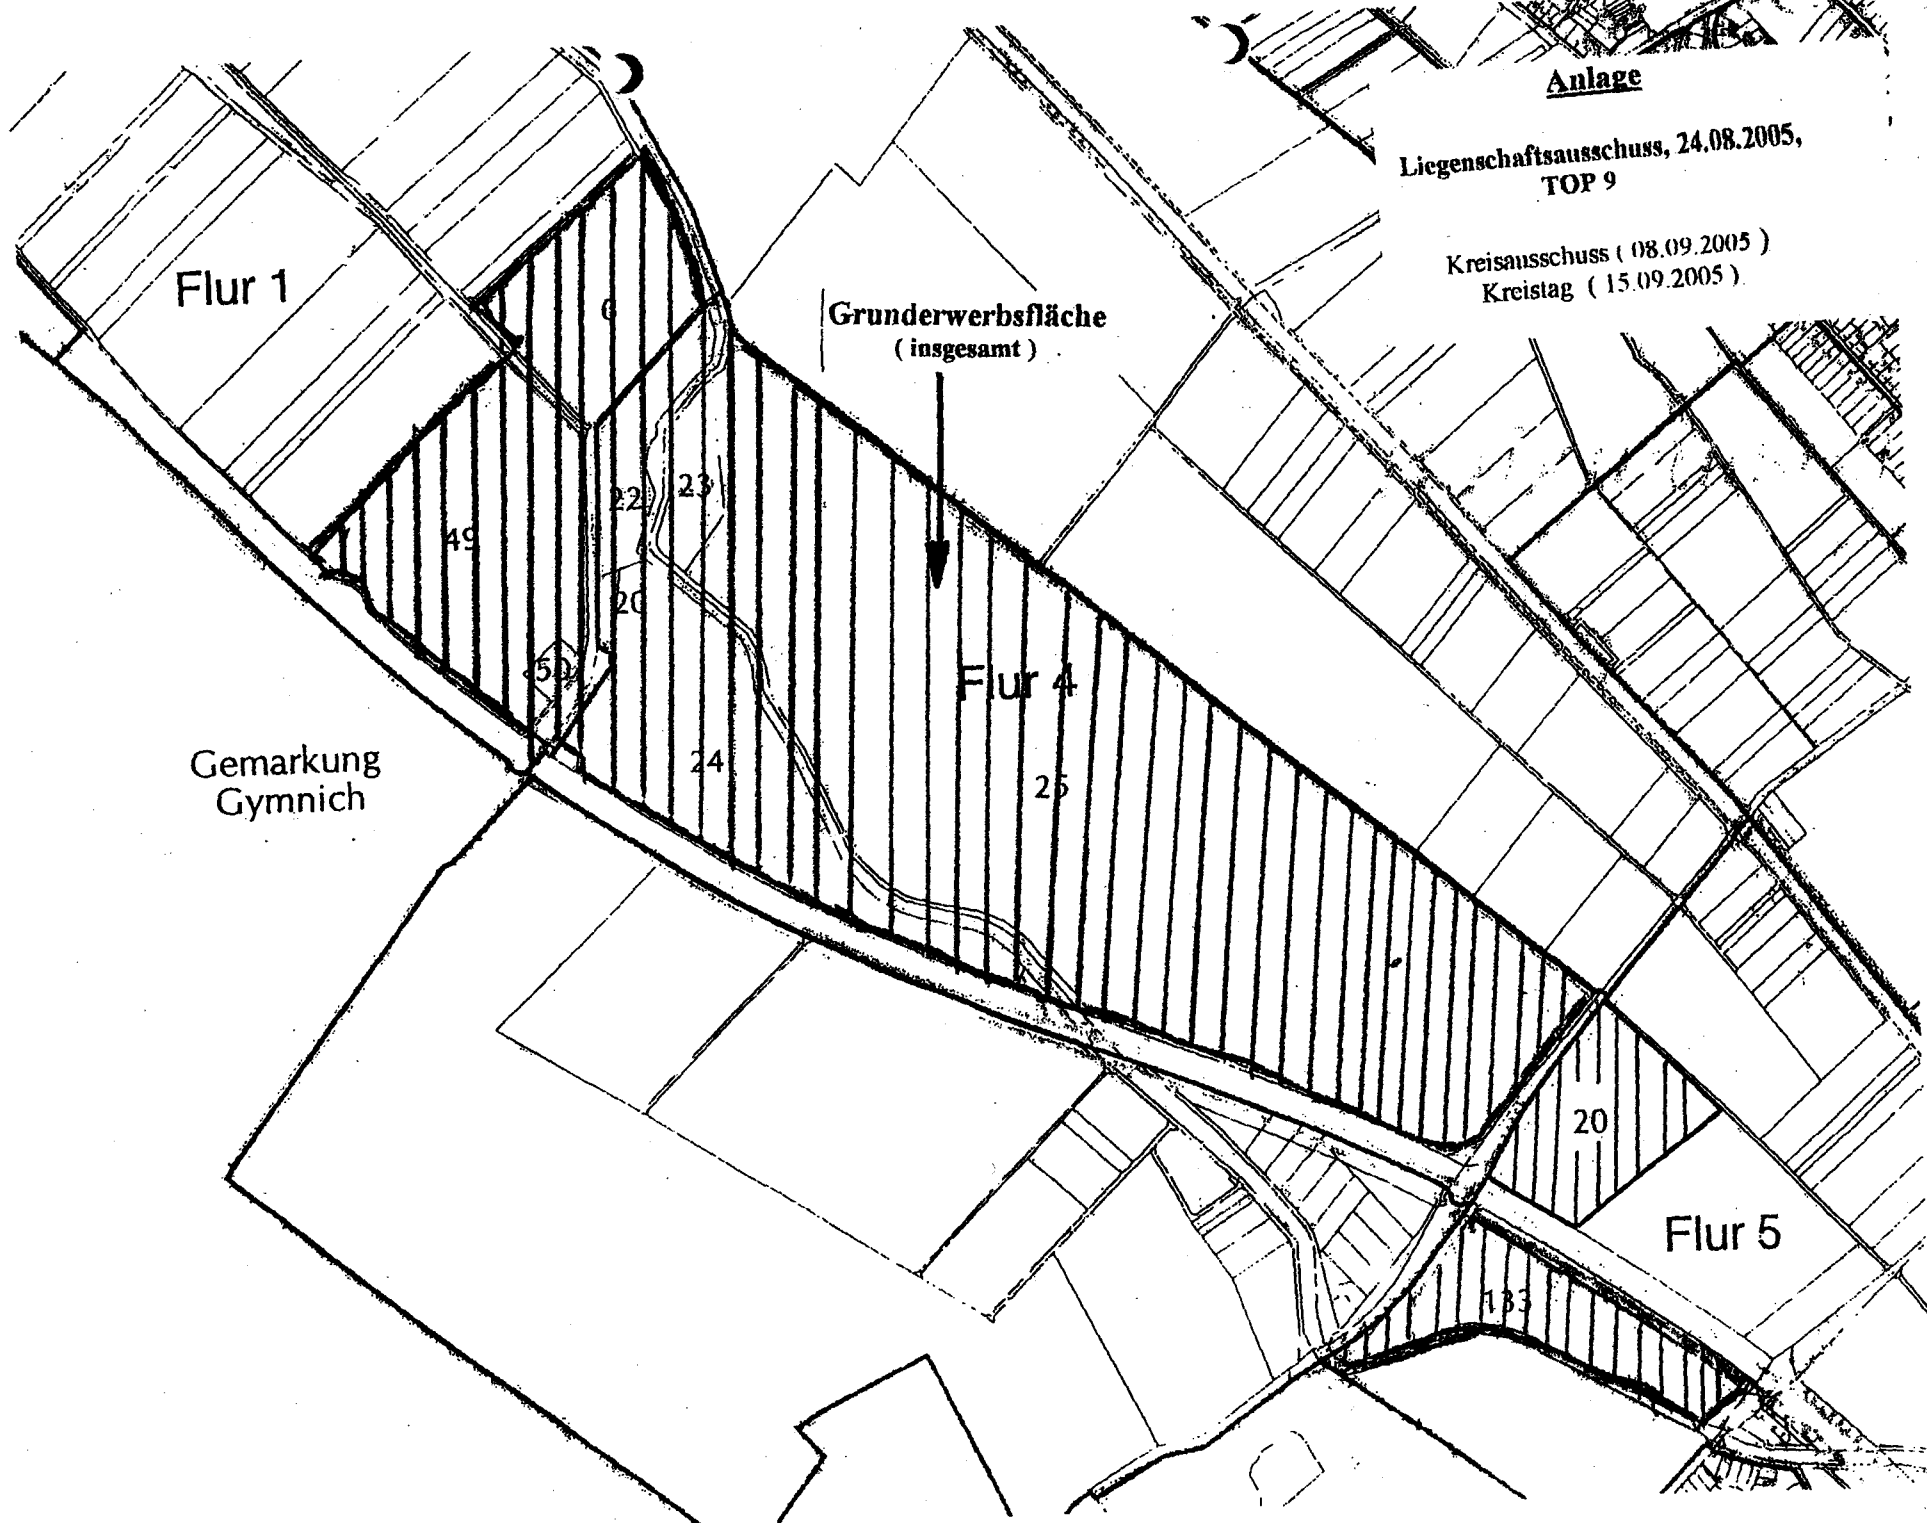 Anlage
Liegenschaftsausschuss, 24.08.2005,
TOP 9
Kreisausschuss ( 08.09.2005 )
Kreistag ( 15.09.2005 )
Flur 1
6
Grunderwerbsfläche
( insgesamt )
22
23
49
20
50
Flur 4
24
25
Gemarkung
Gymnich
20
Flur 5
133